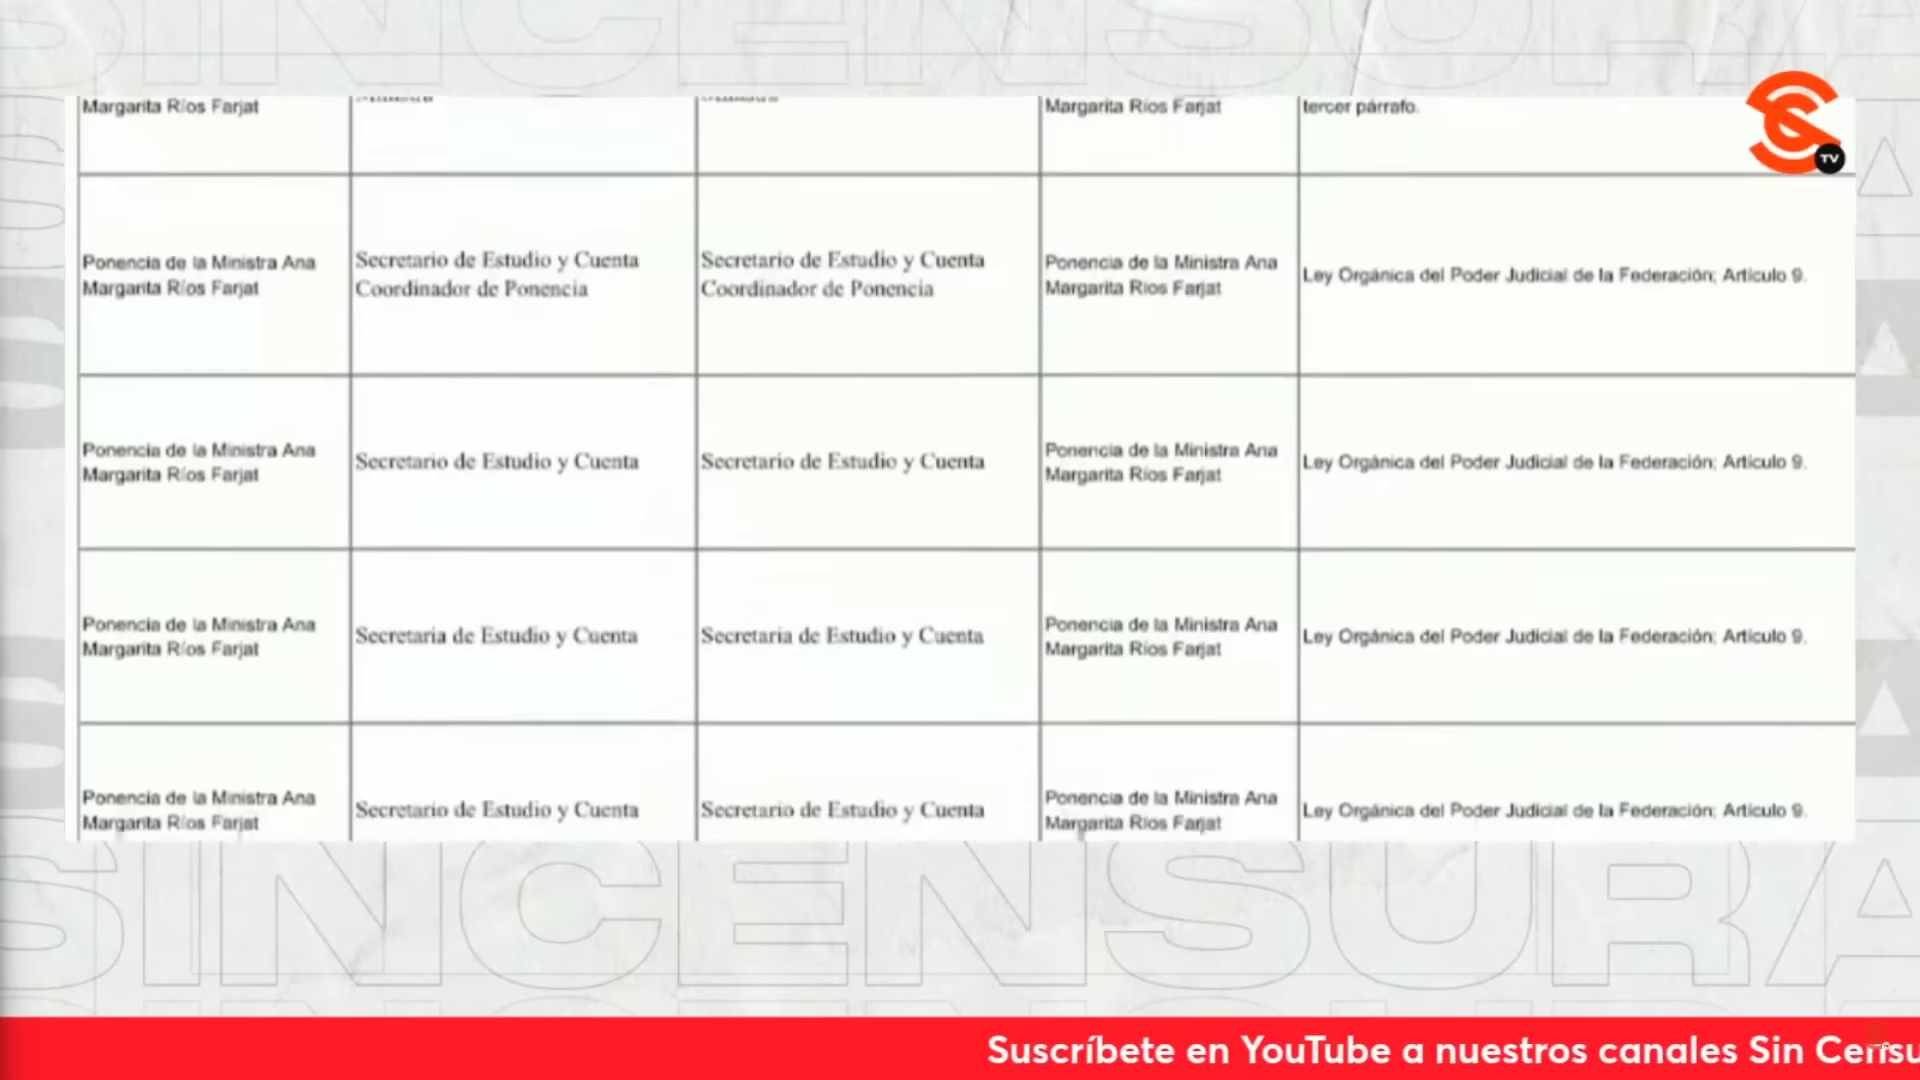 SINCENSURA
Margarita Ríos Farjat
Margarita Ríos Farjat
tercer párrafo.
TV
Ponencia de la Ministra Ana
Margarita Ríos Farjat
Secretario de Estudio y Cuenta
Coordinador de Ponencia
Secretario de Estudio y Cuenta
Coordinador de Ponencia
Ponencia de la Ministra Ana
Margarita Ríos Farjat
Ley Orgánica del Poder Judicial de la Federación; Artículo 9.
Ponencia de la Ministra Ana
Margarita Ríos Farjat
Secretario de Estudio y Cuenta
Secretario de Estudio y Cuenta
Ponencia de la Ministra Ana
Margarita Ríos Farjat
Ley Orgánica del Poder Judicial de la Federación; Artículo 9.
Ponencia de la Ministra Ana
Margarita Ríos Farjat
Secretaria de Estudio y Cuenta
Secretaria de Estudio y Cuenta
Ponencia de la Ministra Ana
Margarita Ríos Farjat
Ley Orgánica del Poder Judicial de la Federación; Artículo 9.
Ponencia de la Ministra Ana
Margarita Ríos Farjat
Secretario de Estudio y Cuenta
Secretario de Estudio y Cuenta
Ponencia de la Ministra Ana
Margarita Ríos Farjat
Ley Orgánica del Poder Judicial de la Federación; Artículo 9.
SINCENSURA
Suscríbete en YouTube a nuestros canales Sin Censu